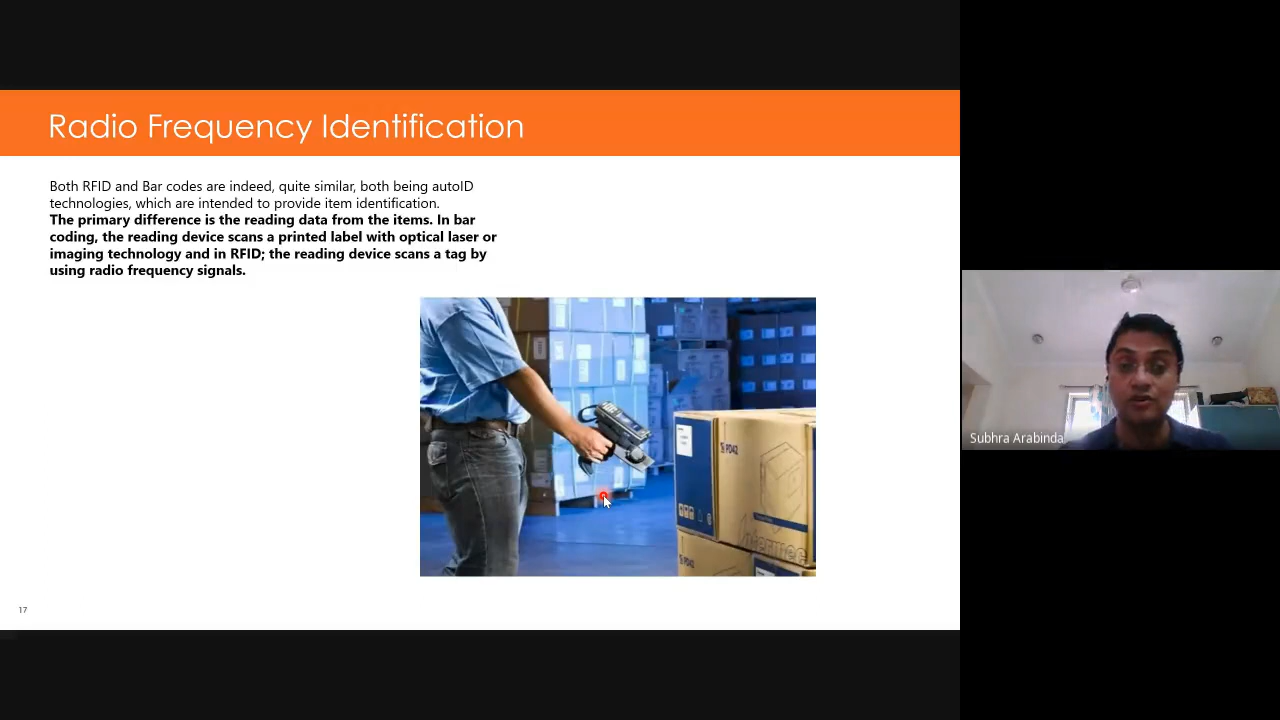 Radio Frequency Identification
Both RFID and Bar codes are indeed, quite similar, both being autoID
technologies, which are intended to provide item identification.
The primary difference is the reading data from the items. In bar
coding, the reading device scans a printed label with optical laser or
imaging technology and in RFID; the reading device scans a tag by
using radio frequency signals.
PD42
Intermec
PD42
17
Subhra Arabinda